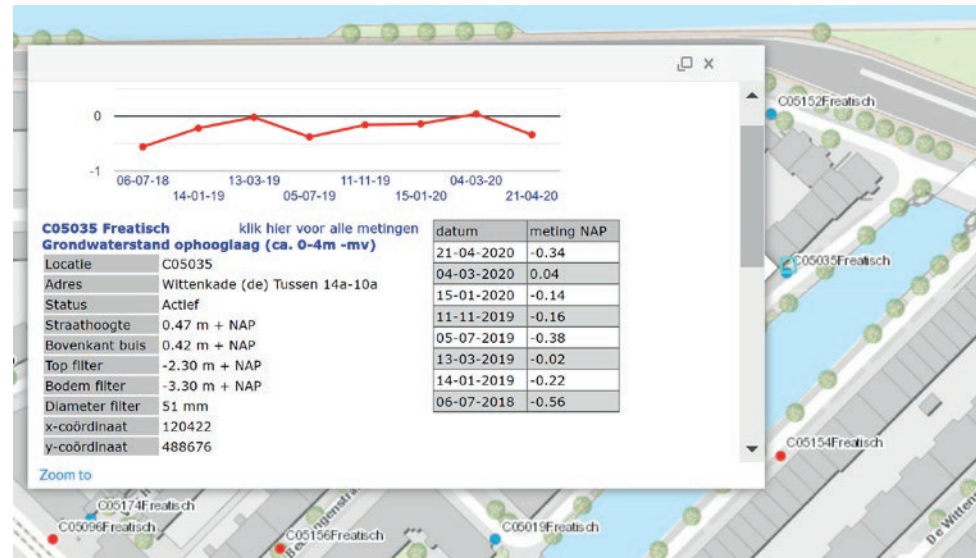 C05152Freatisch
0
-1
06-07-18 13-03-19 11-11-19 04-03-20
14-01-19 05-07-19 15-01-20 21-04-20
C05035 Freatisch klik hier voor alle metingen
Grondwaterstand ophooglaag (ca. 0-4m -mv)
Locatie C05035
Adres Wittenkade (de) Tussen 14a-10a
Status Actief
Straathoogte 0.47 m + NAP
Bovenkant buis 0.42 m + NAP
Top filter -2.30 m + NAP
Bodem filter -3.30 m + NAP
Diameter filter 51 mm
x-coördinaat 120422
y-coördinaat 488676
datum meting NAP
21-04-2020 -0.34
04-03-2020 0.04
15-01-2020 -0.14
11-11-2019 -0.16
05-07-2019 -0.38
13-03-2019 -0.02
14-01-2019 -0.22
06-07-2018 -0.56
C05035Freatisch
C05154Freatisch
Zoom to
C05174Freatisch
C05096Freatisch
C05156Freatisch
C05019Freatisch
De Witten